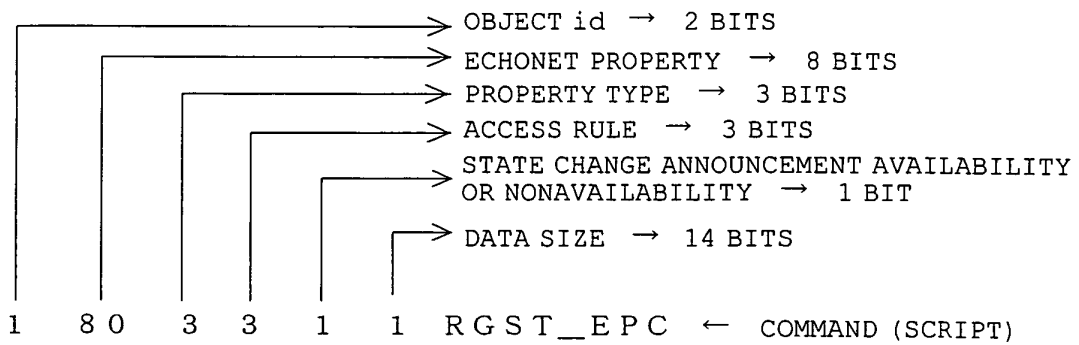 OBJECT id → 2 BITS
ECHONET PROPERTY → 8 BITS
PROPERTY TYPE → 3 BITS
ACCESS RULE → 3 BITS
STATE CHANGE ANNOUNCEMENT AVAILABILITY
OR NONAVAILABILITY → 1 BIT
DATA SIZE → 14 BITS
1 80 3 3 1 1 RGST_EPC ← COMMAND (SCRIPT)